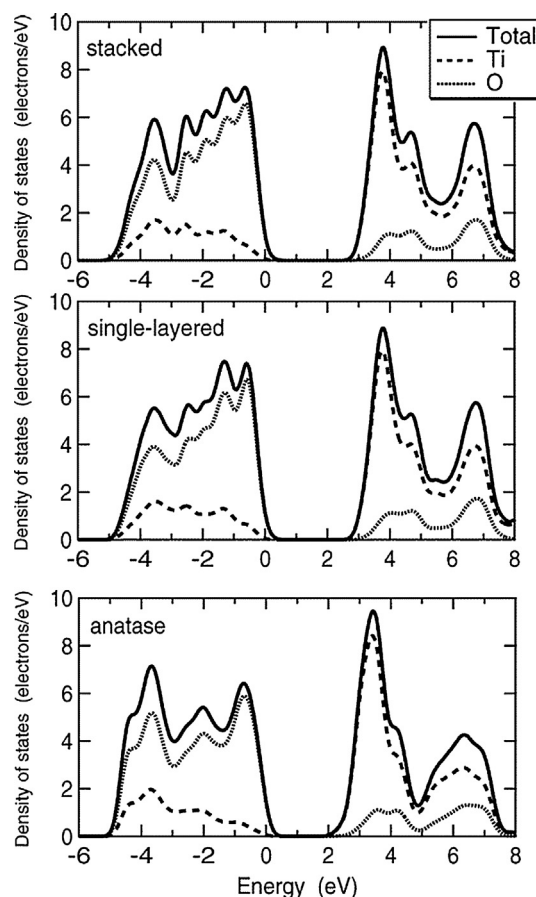 Density of states (electrons/eV)
10
8
6
4
2
0
stacked
Total
Ti
O
-6 -4 -2 0 2 4 6 8
Density of states (electrons/eV)
10
8
6
4
2
0
single-layered
-6 -4 -2 0 2 4 6 8
Density of states (electrons/eV)
10
8
6
4
2
0
anatase
-6 -4 -2 0 2 4 6 8
Energy (eV)